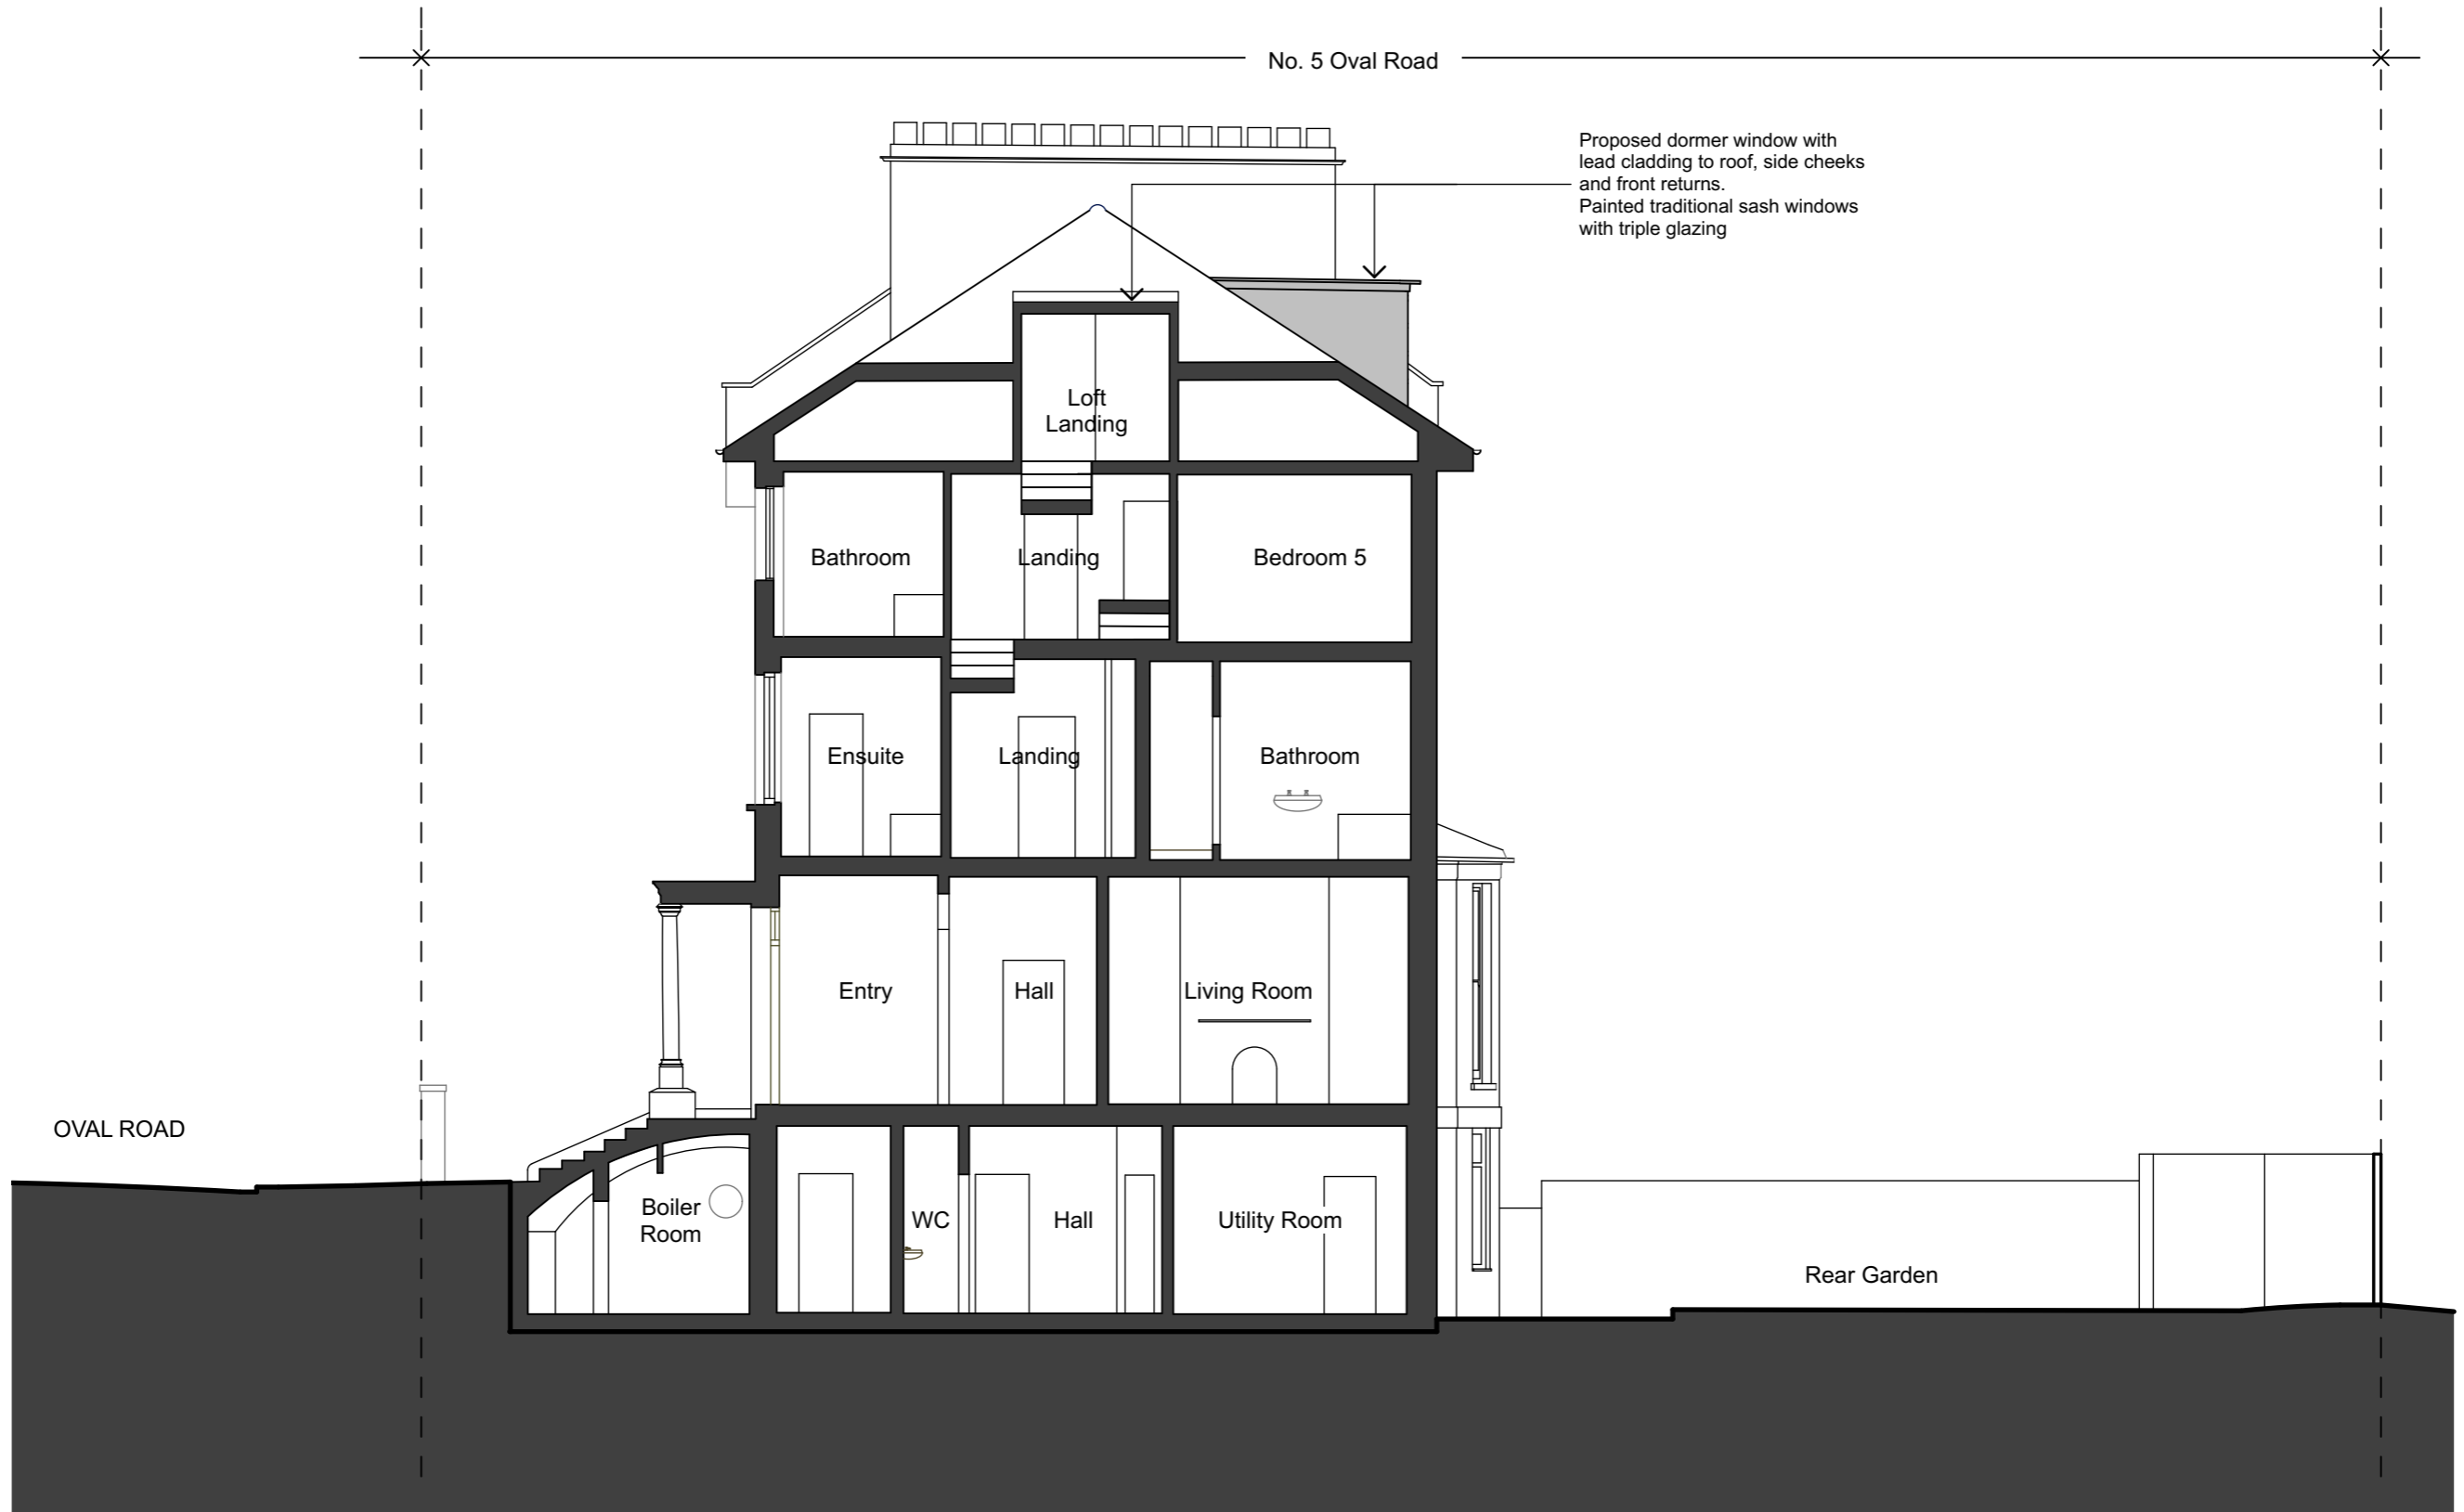 No. 5 Oval Road
Proposed dormer window with
lead cladding to roof, side cheeks
and front returns.
Painted traditional sash windows
with triple glazing
Loft
Landing
Bathroom
Landing
Bedroom 5
Ensuite
Landing
Bathroom
Entry
Hall
Living Room
OVAL ROAD
Boiler
Room
WC
Hall
Utility Room
Rear Garden